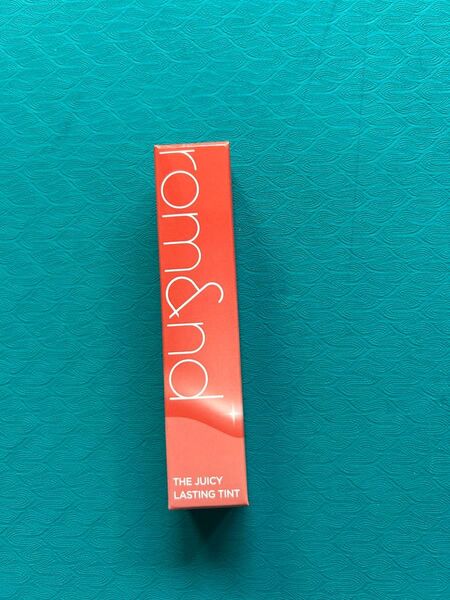 rom&nd
THE JUICY
LASTING TINT